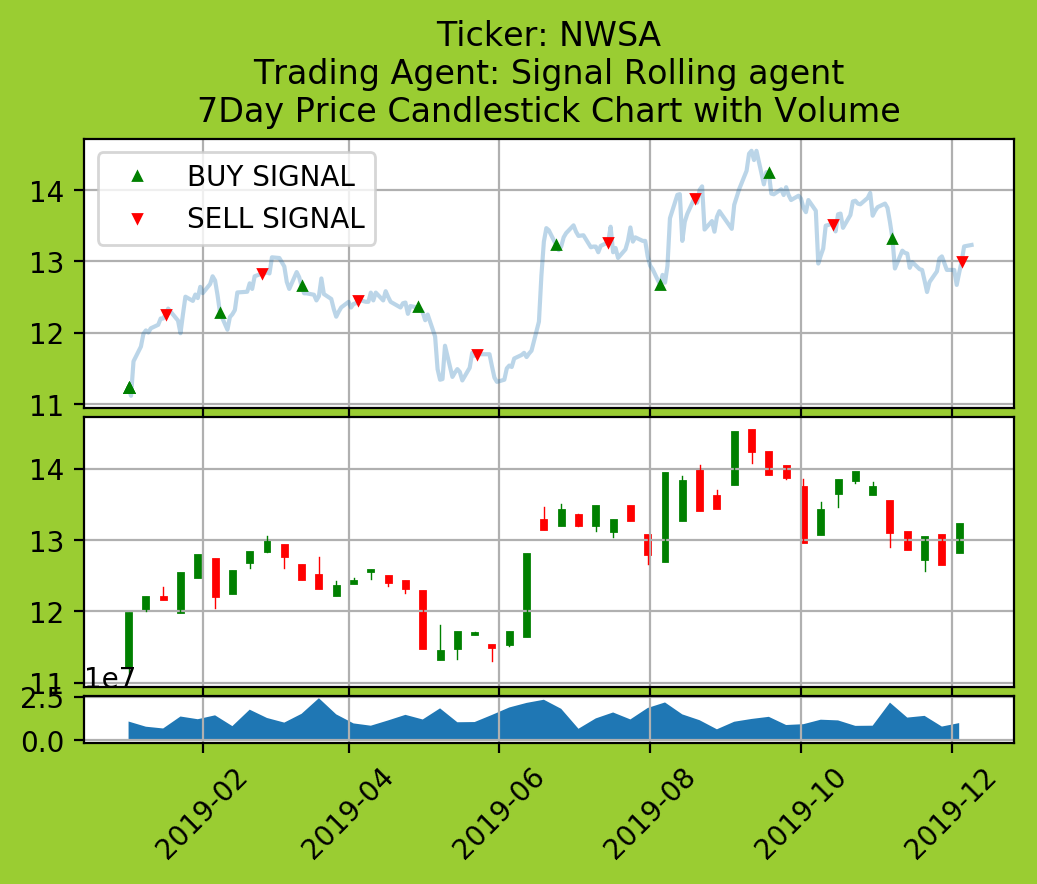 Ticker: NWSA
Trading Agent: Signal Rolling agent
7Day Price Candlestick Chart with Volume
BUY SIGNAL
SELL SIGNAL
14
13
12
11
14
13
12
11
1e7
2.5
0.0
2019-02
2019-04
2019-06
2019-08
2019-10
2019-12